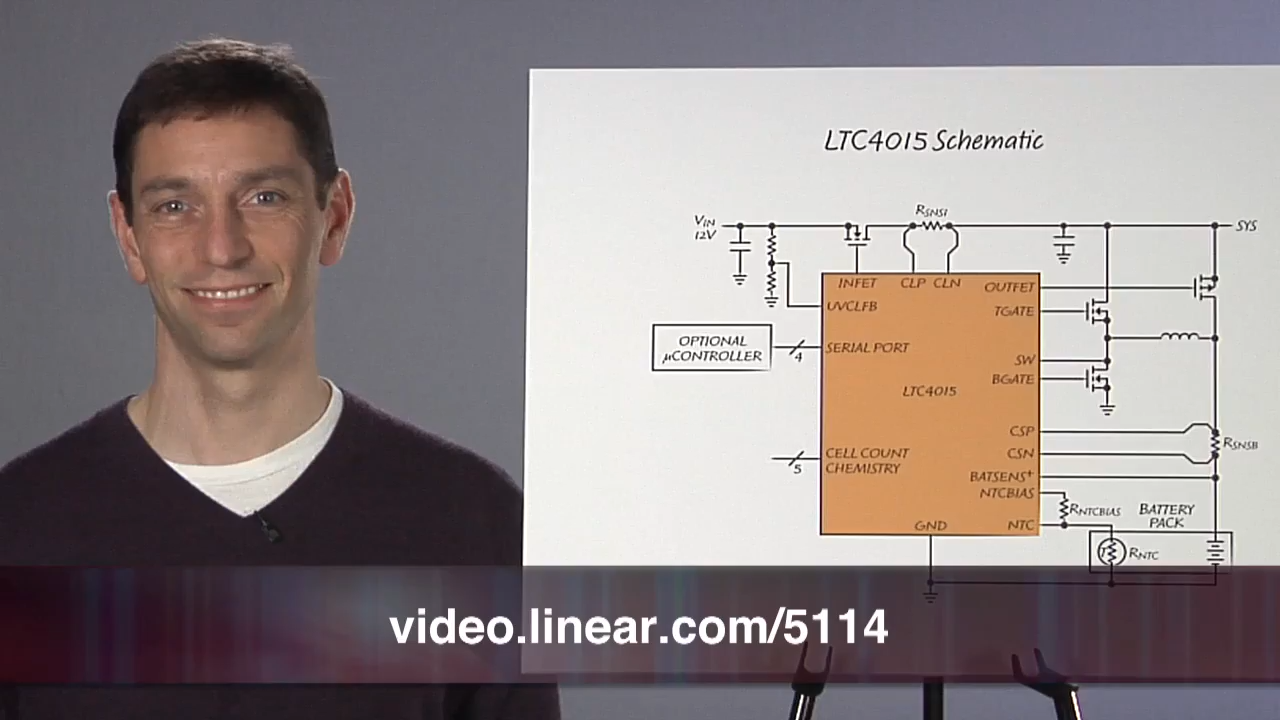 LTC4015 Schematic
RSNSI
VIN
12V
SYS
INFET
CLP
CLN
OUTFET
UVCLFB
TGATE
OPTIONAL
µCONTROLLER
4
SERIAL PORT
SW
BGATE
LTC4015
CSP
RSNSB
CELL COUNT
CHEMISTRY
5
CSN
BATSENS+
NTCBIAS
RNTCBIAS
BATTERY
PACK
GND
NTC
T
RNTC
video.linear.com/5114